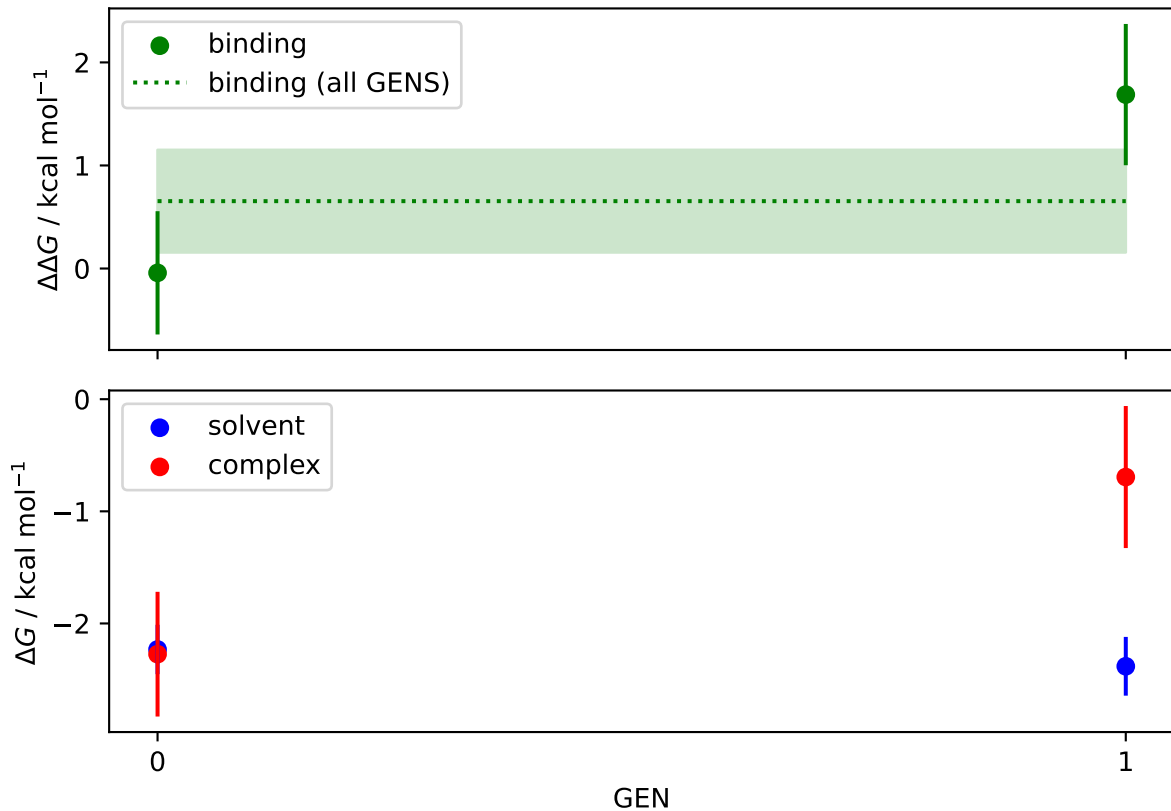 binding
binding (all GENS)
2
1
0
ΔΔG / kcal mol⁻¹
solvent
complex
0
−1
−2
ΔG / kcal mol⁻¹
0
1
GEN